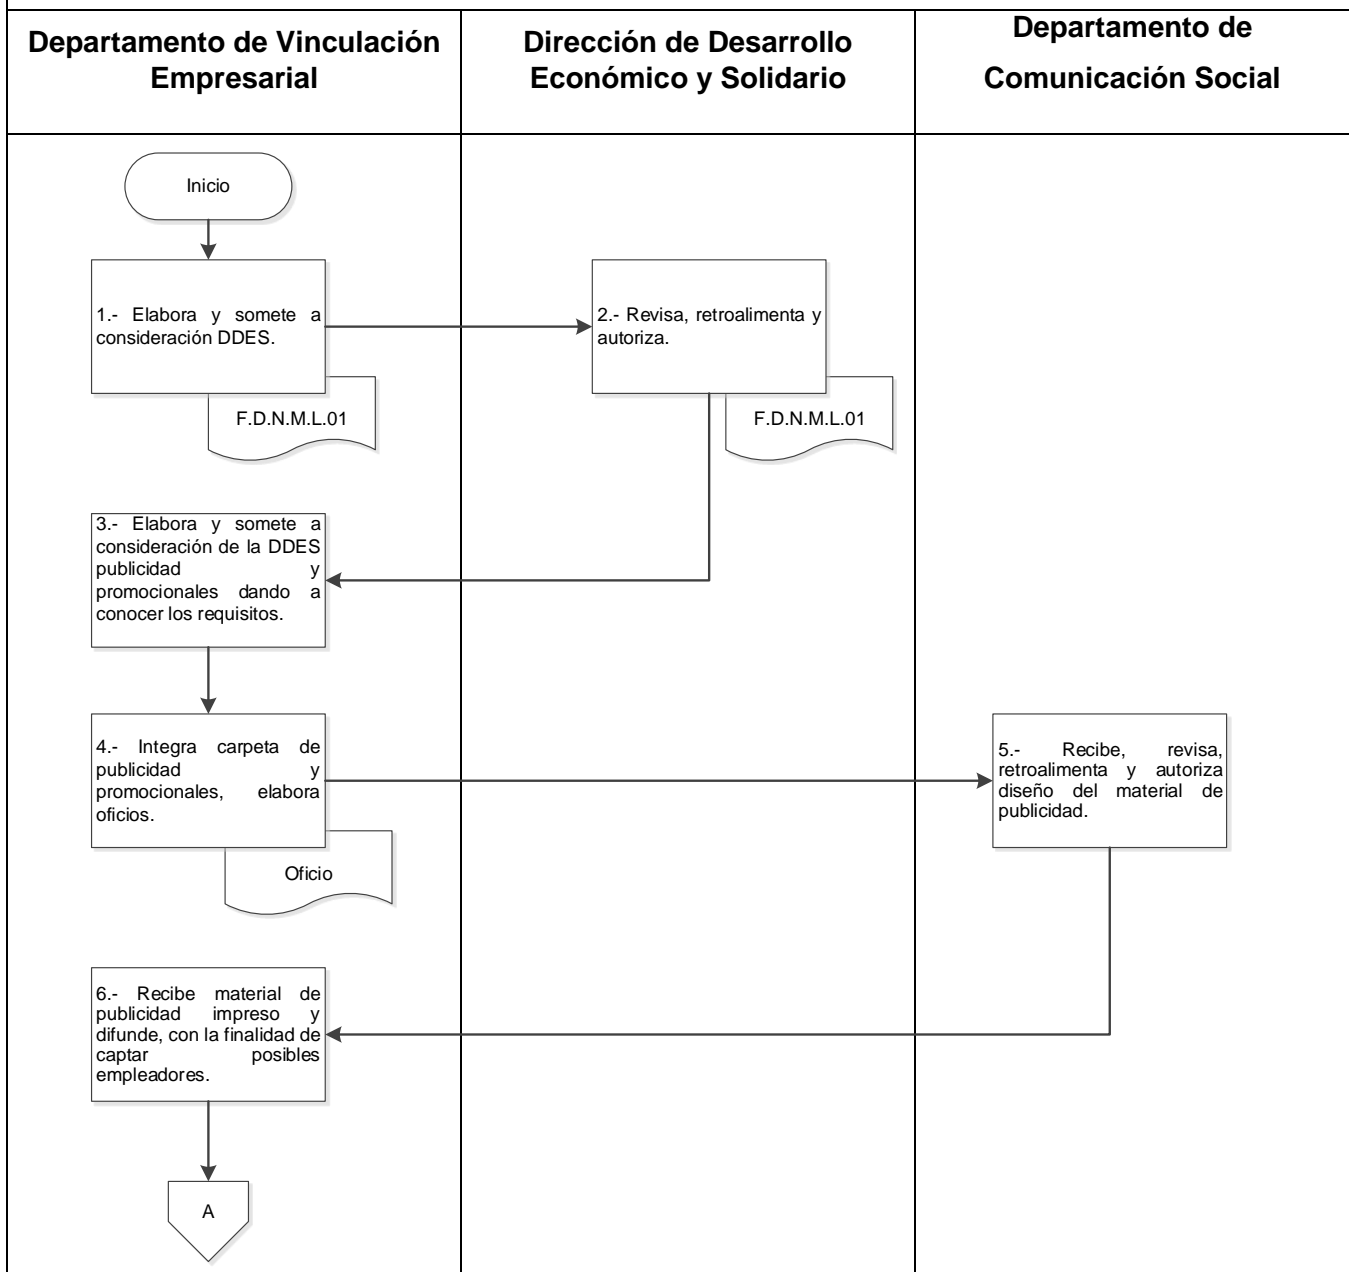 Departamento de Vinculación
Empresarial
Dirección de Desarrollo
Económico y Solidario
Departamento de
Comunicación Social
Inicio
1.- Elabora y somete a
consideración DDES.
F.D.N.M.L.01
2.- Revisa, retroalimenta y
autoriza.
F.D.N.M.L.01
3.- Elabora y somete a
consideración de la DDES
publicidad y
promocionales dando a
conocer los requisitos.
4.- Integra carpeta de
publicidad y
promocionales, elabora
oficios.
Oficio
5.- Recibe, revisa,
retroalimenta y autoriza
diseño del material de
publicidad.
6.- Recibe material de
publicidad impreso y
difunde, con la finalidad de
captar posibles
empleadores.
A